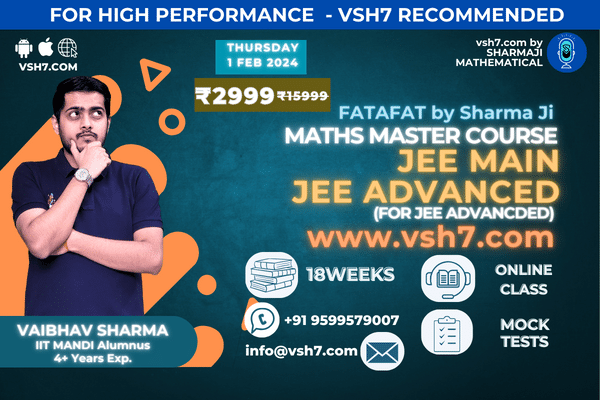 FOR HIGH PERFORMANCE - VSH7 RECOMMENDED
VSH7.COM
THURSDAY
1 FEB 2024
vsh7.com by
SHARMAJI
MATHEMATICAL
₹2999 ₹15999
FATAFAT by Sharma Ji
MATHS MASTER COURSE
JEE MAIN
JEE ADVANCED
(FOR JEE ADVANCDED)
www.vsh7.com
18WEEKS
ONLINE
CLASS
+91 9599579007
MOCK
TESTS
info@vsh7.com
VAIBHAV SHARMA
IIT MANDI Alumnus
4+ Years Exp.